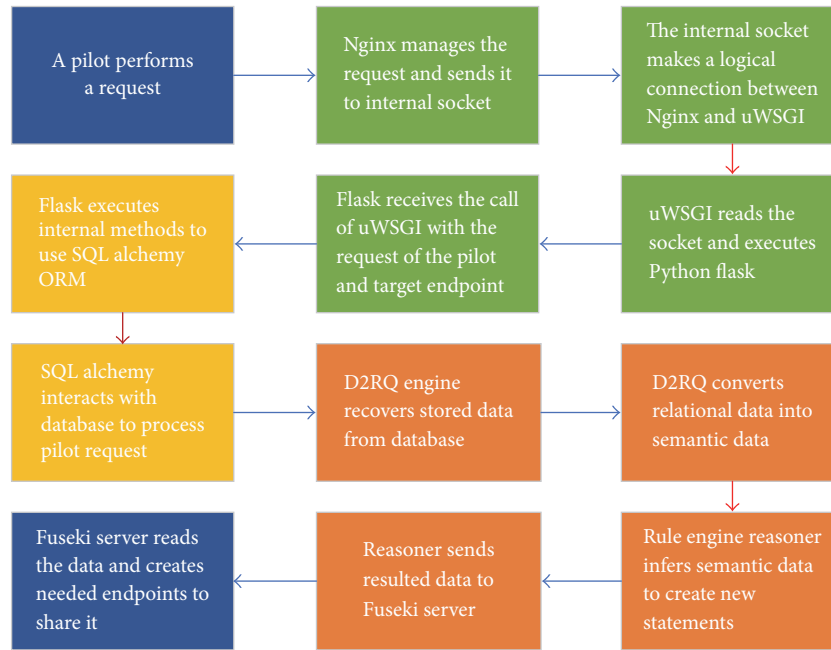 A pilot performs
a request
Nginx manages the
request and sends it
to internal socket
The internal socket
makes a logical
connection between
Nginx and uWSGI
uWSGI reads the
socket and executes
Python flask
Flask receives the call
of uWSGI with the
request of the pilot
and target endpoint
Flask executes
internal methods to
use SQL alchemy
ORM
SQL alchemy
interacts with
database to process
pilot request
D2RQ engine
recovers stored data
from database
D2RQ converts
relational data into
semantic data
Rule engine reasoner
infers semantic data
to create new
statements
Reasoner sends
resulted data to
Fuseki server
Fuseki server reads
the data and creates
needed endpoints to
share it